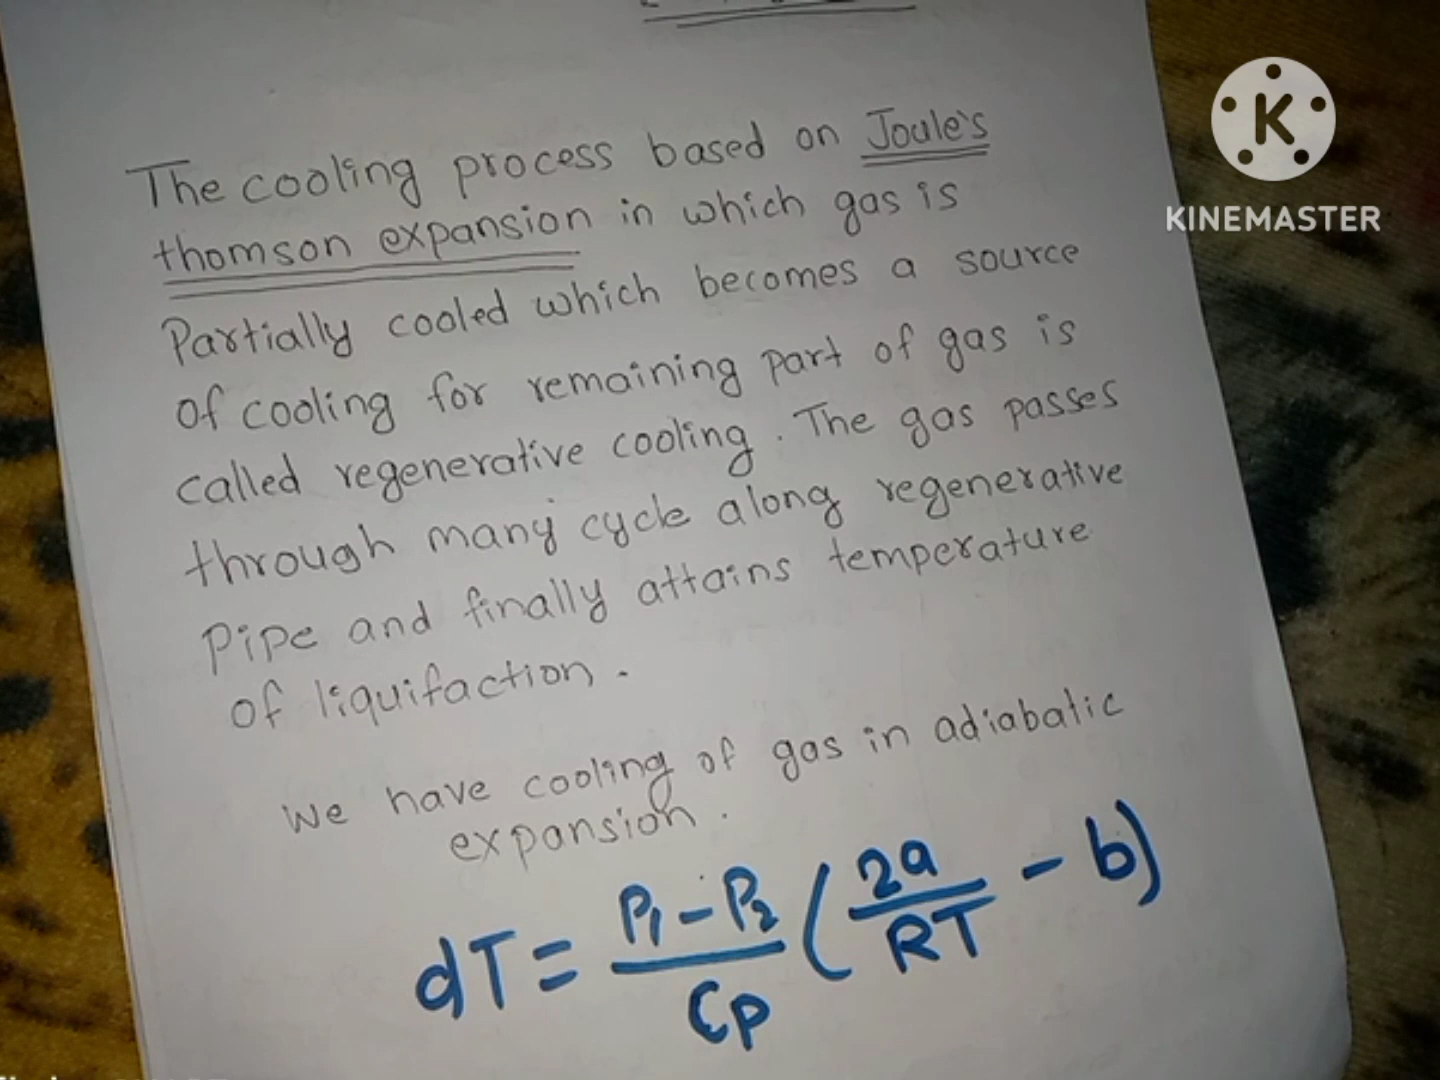 The cooling process based on Joule's
thomson expansion in which gas is
Partially cooled which becomes a source
of cooling for remaining part of gas is
called regenerative cooling. The gas passes
through many cycle along regenerative
Pipe and finally attains temperature
of liquifaction.
We have cooling of gas in adiabatic
expansion.
dT = P₁ - P₂ / Cp ( 2a / RT - b)
K
KINEMASTER